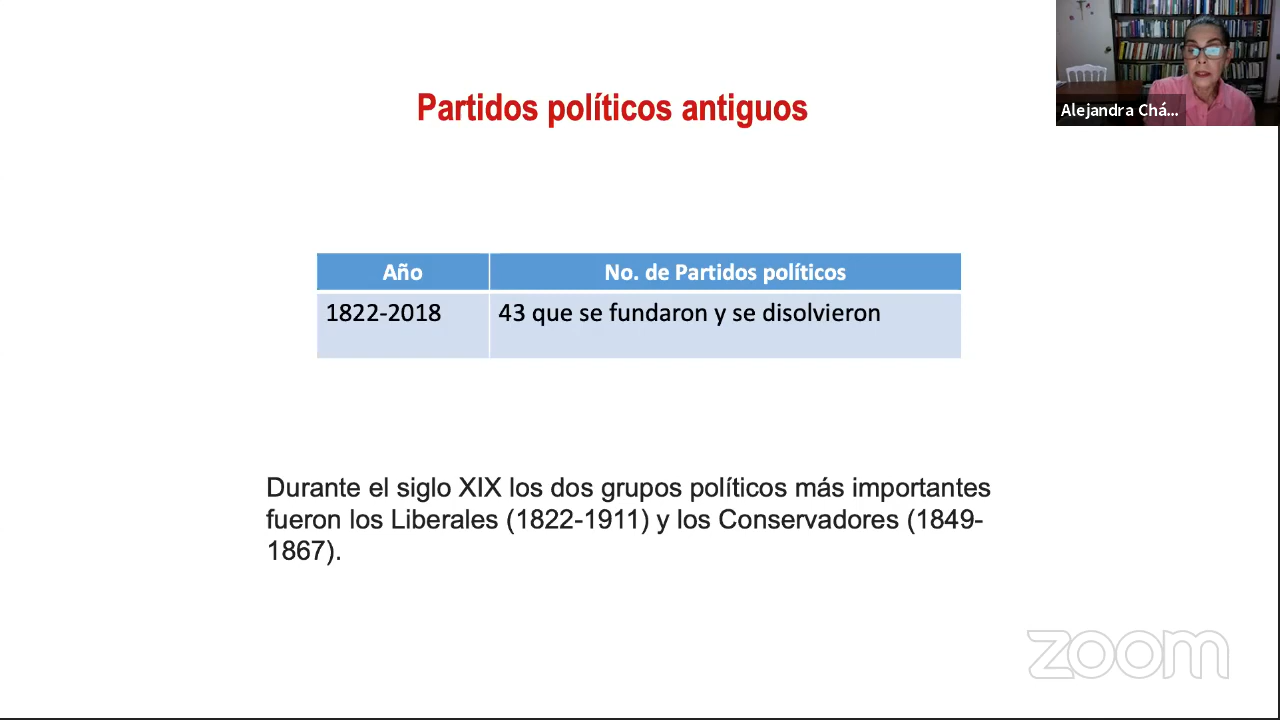 Partidos políticos antiguos
Alejandra Chá...
Año
No. de Partidos políticos
1822-2018
43 que se fundaron y se disolvieron
Durante el siglo XIX los dos grupos políticos más importantes
fueron los Liberales (1822-1911) y los Conservadores (1849-
1867).
zoom